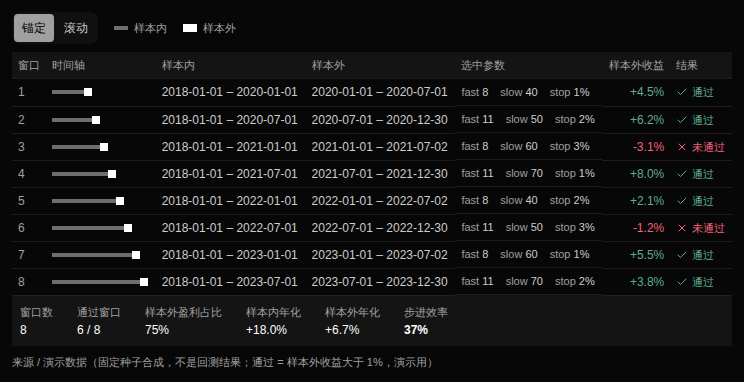 锚定 滚动 样本内 样本外
窗口 时间轴 样本内 样本外 选中参数 样本外收益 结果
1 2018-01-01 – 2020-01-01 2020-01-01 – 2020-07-01 fast 8 slow 40 stop 1% +4.5% ✓ 通过
2 2018-01-01 – 2020-07-01 2020-07-01 – 2020-12-30 fast 11 slow 50 stop 2% +6.2% ✓ 通过
3 2018-01-01 – 2021-01-01 2021-01-01 – 2021-07-02 fast 8 slow 60 stop 3% -3.1% ✕ 未通过
4 2018-01-01 – 2021-07-01 2021-07-01 – 2021-12-30 fast 11 slow 70 stop 1% +8.0% ✓ 通过
5 2018-01-01 – 2022-01-01 2022-01-01 – 2022-07-02 fast 8 slow 40 stop 2% +2.1% ✓ 通过
6 2018-01-01 – 2022-07-01 2022-07-01 – 2022-12-30 fast 11 slow 50 stop 3% -1.2% ✕ 未通过
7 2018-01-01 – 2023-01-01 2023-01-01 – 2023-07-02 fast 8 slow 60 stop 1% +5.5% ✓ 通过
8 2018-01-01 – 2023-07-01 2023-07-01 – 2023-12-30 fast 11 slow 70 stop 2% +3.8% ✓ 通过
窗口数 通过窗口 样本外盈利占比 样本内年化 样本外年化 步进效率
8 6 / 8 75% +18.0% +6.7% 37%
来源 / 演示数据（固定种子合成，不是回测结果；通过 = 样本外收益大于 1%，演示用）